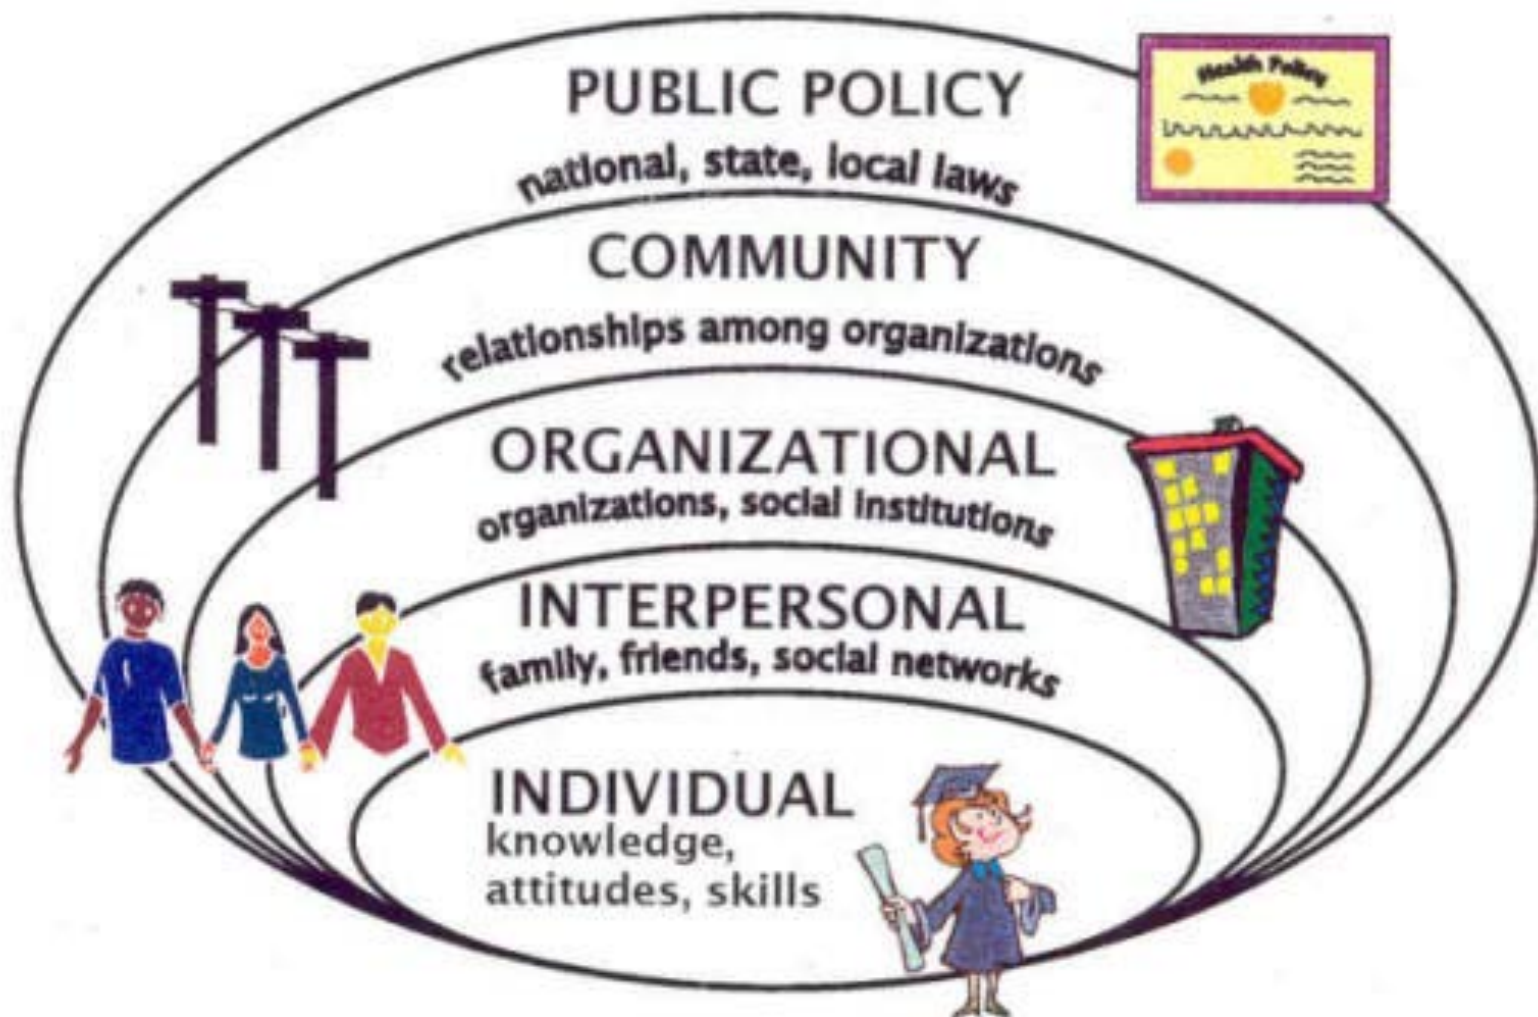 Health Policy
PUBLIC POLICY
national, state, local laws
COMMUNITY
relationships among organizations
ORGANIZATIONAL
organizations, social institutions
INTERPERSONAL
family, friends, social networks
INDIVIDUAL
knowledge,
attitudes, skills